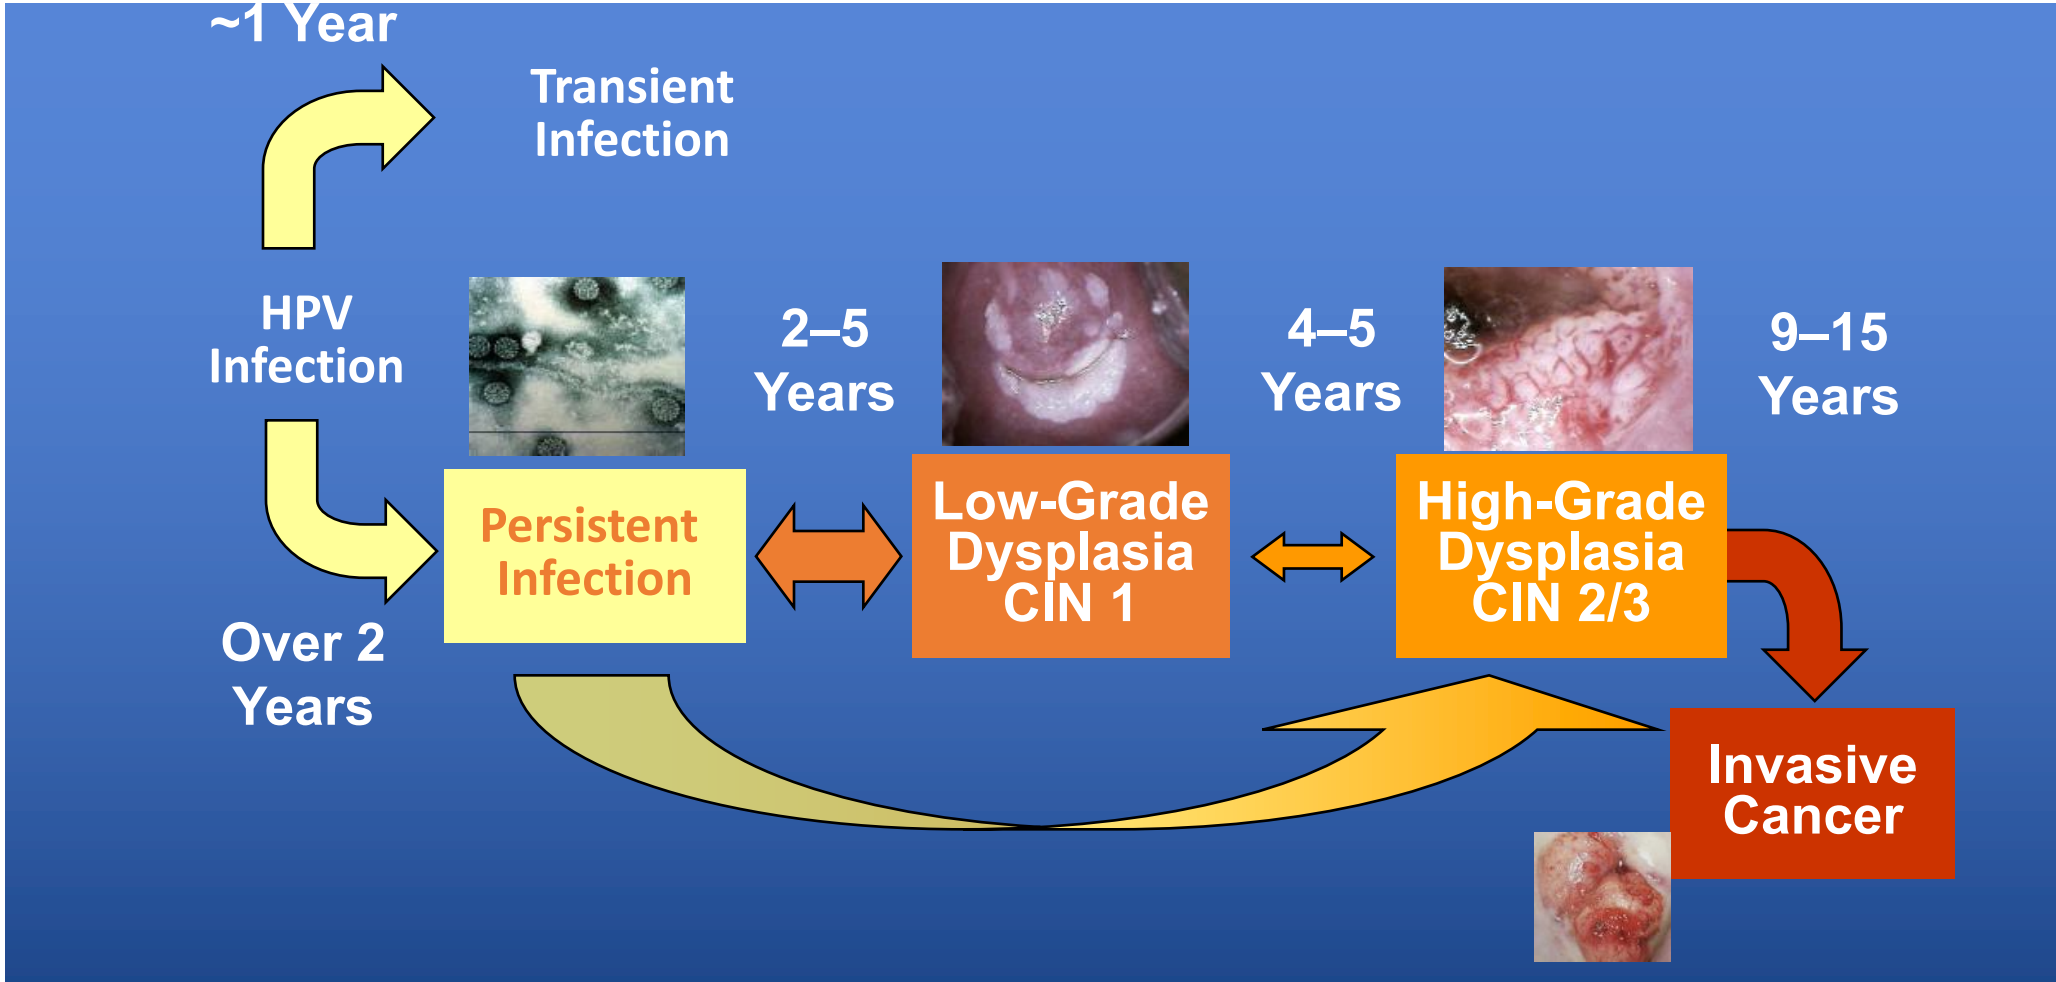 ~1 Year
Transient
Infection
HPV
Infection
2–5
Years
4–5
Years
9–15
Years
Persistent
Infection
Low-Grade
Dysplasia
CIN 1
High-Grade
Dysplasia
CIN 2/3
Over 2
Years
Invasive
Cancer